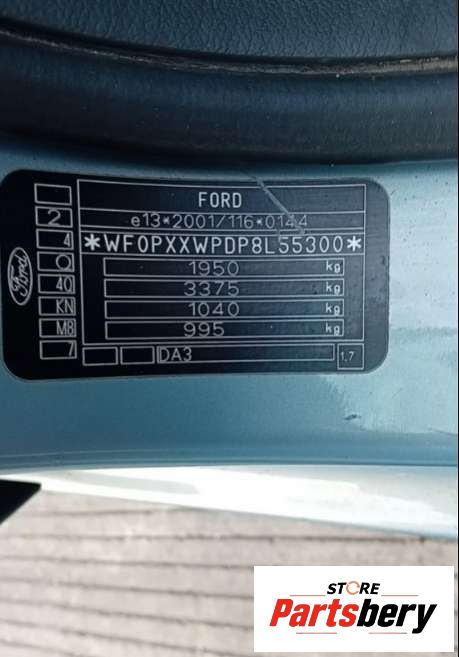 FORD
e13*2001/116*0144
*WF0PXXWPDP8L55300*
1950 kg
3375 kg
1040 kg
995 kg
DA3 1.7
2
4
Q
40
KN
M8
7
Ford
STORE
Partsbery